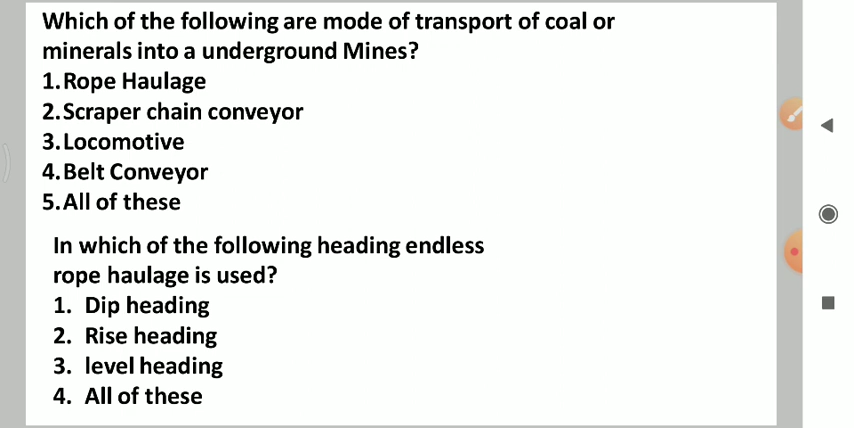 Which of the following are mode of transport of coal or
minerals into a underground Mines?
1.Rope Haulage
2.Scraper chain conveyor
3.Locomotive
4.Belt Conveyor
5.All of these
In which of the following heading endless
rope haulage is used?
1. Dip heading
2. Rise heading
3. level heading
4. All of these